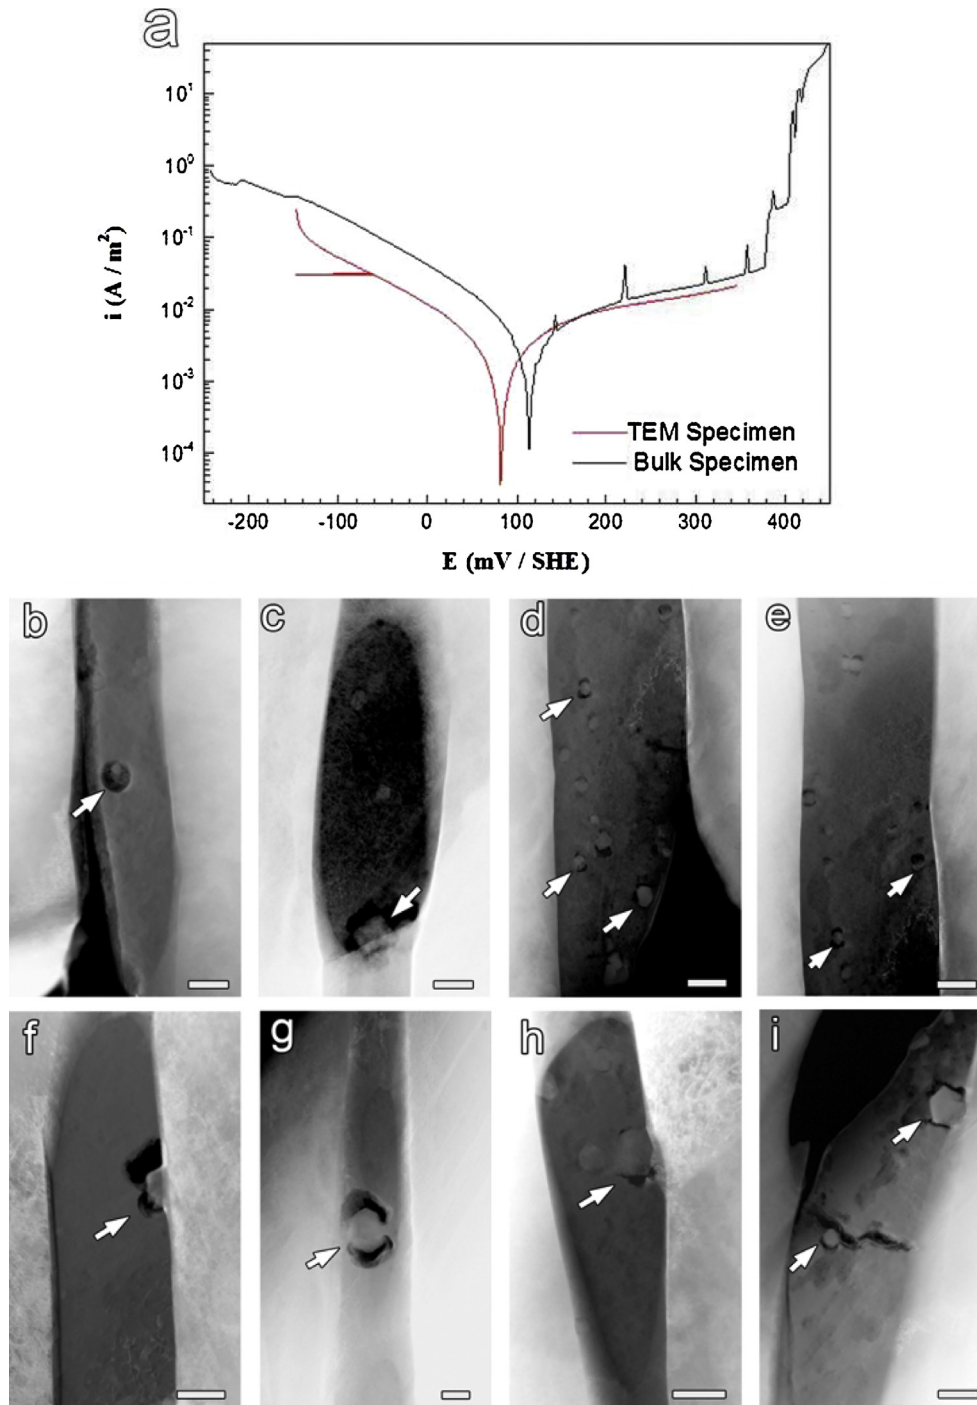 a
10¹
10⁰
10⁻¹
10⁻²
10⁻³
10⁻⁴
i (A / m²)
TEM Specimen
Bulk Specimen
-200 -100 0 100 200 300 400
E (mV / SHE)
b c d e
f g h i